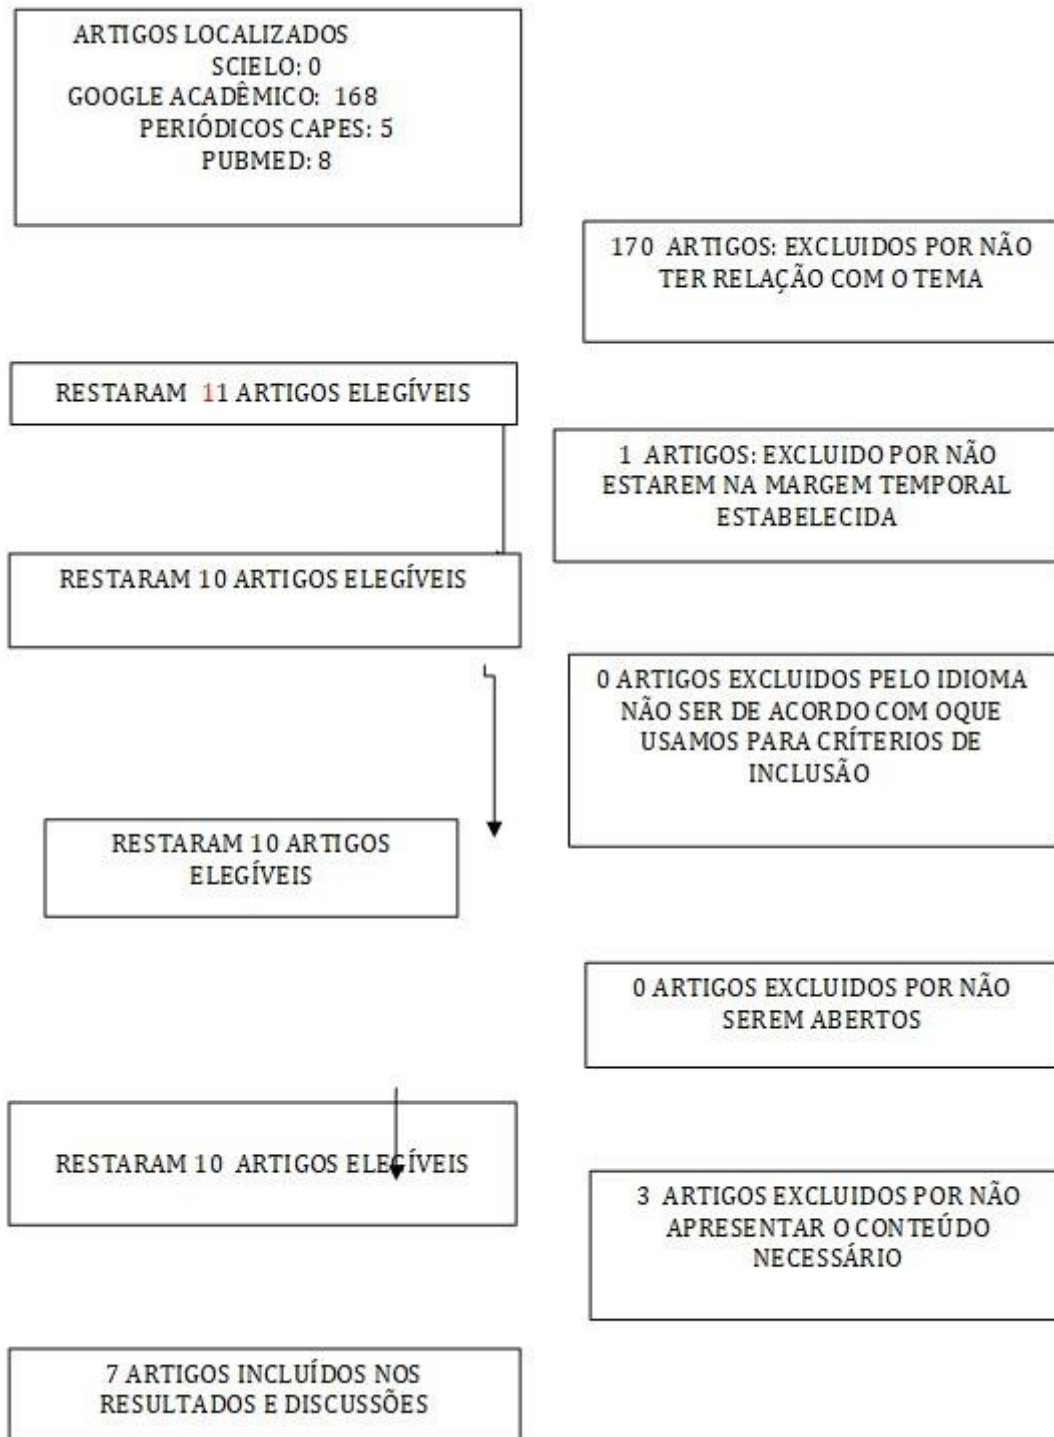 ARTIGOS LOCALIZADOS
SCIELO: 0
GOOGLE ACADÊMICO: 168
PERIÓDICOS CAPES: 5
PUBMED: 8
170 ARTIGOS: EXCLUIDOS POR NÃO
TER RELAÇÃO COM O TEMA
RESTARAM 11 ARTIGOS ELEGÍVEIS
1 ARTIGOS: EXCLUIDO POR NÃO
ESTAREM NA MARGEM TEMPORAL
ESTABELECIDA
RESTARAM 10 ARTIGOS ELEGÍVEIS
0 ARTIGOS EXCLUIDOS PELO IDIOMA
NÃO SER DE ACORDO COM OQUE
USAMOS PARA CRÍTERIOS DE
INCLUSÃO
RESTARAM 10 ARTIGOS
ELEGÍVEIS
0 ARTIGOS EXCLUIDOS POR NÃO
SEREM ABERTOS
RESTARAM 10 ARTIGOS ELEGÍVEIS
3 ARTIGOS EXCLUIDOS POR NÃO
APRESENTAR O CONTEÚDO
NECESSÁRIO
7 ARTIGOS INCLUÍDOS NOS
RESULTADOS E DISCUSSÕES